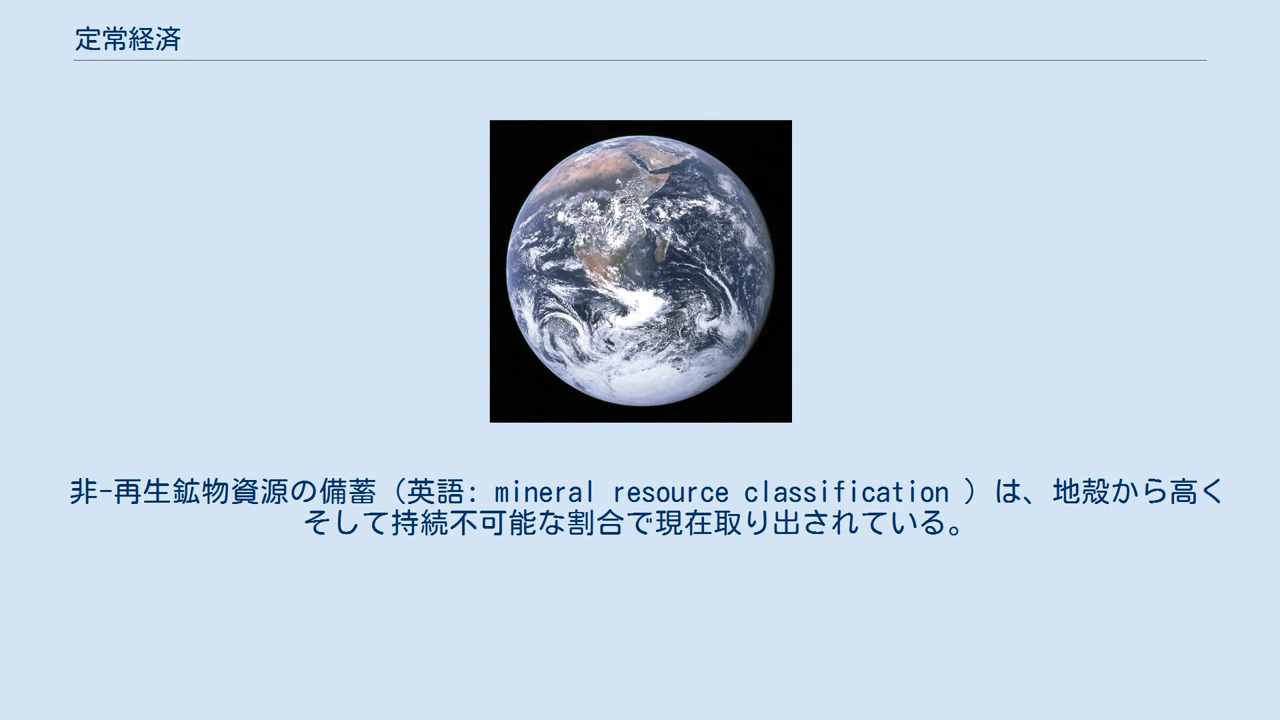 定常経済
非-再生鉱物資源の備蓄（英語: mineral resource classification ）は、地殻から高く
そして持続不可能な割合で現在取り出されている。